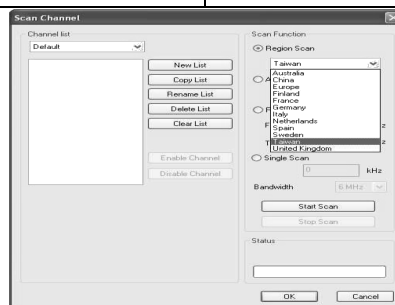 Scan Channel
Channel list
Default
New List
Copy List
Rename List
Delete List
Clear List
Enable Channel
Disable Channel
Scan Function
Region Scan
Taiwan
Australia
China
Europe
Finland
France
Germany
Italy
Netherlands
Spain
Sweden
Taiwan
United Kingdom
Single Scan
0 kHz
Bandwidth 6 MHz
Start Scan
Stop Scan
Status
OK Cancel